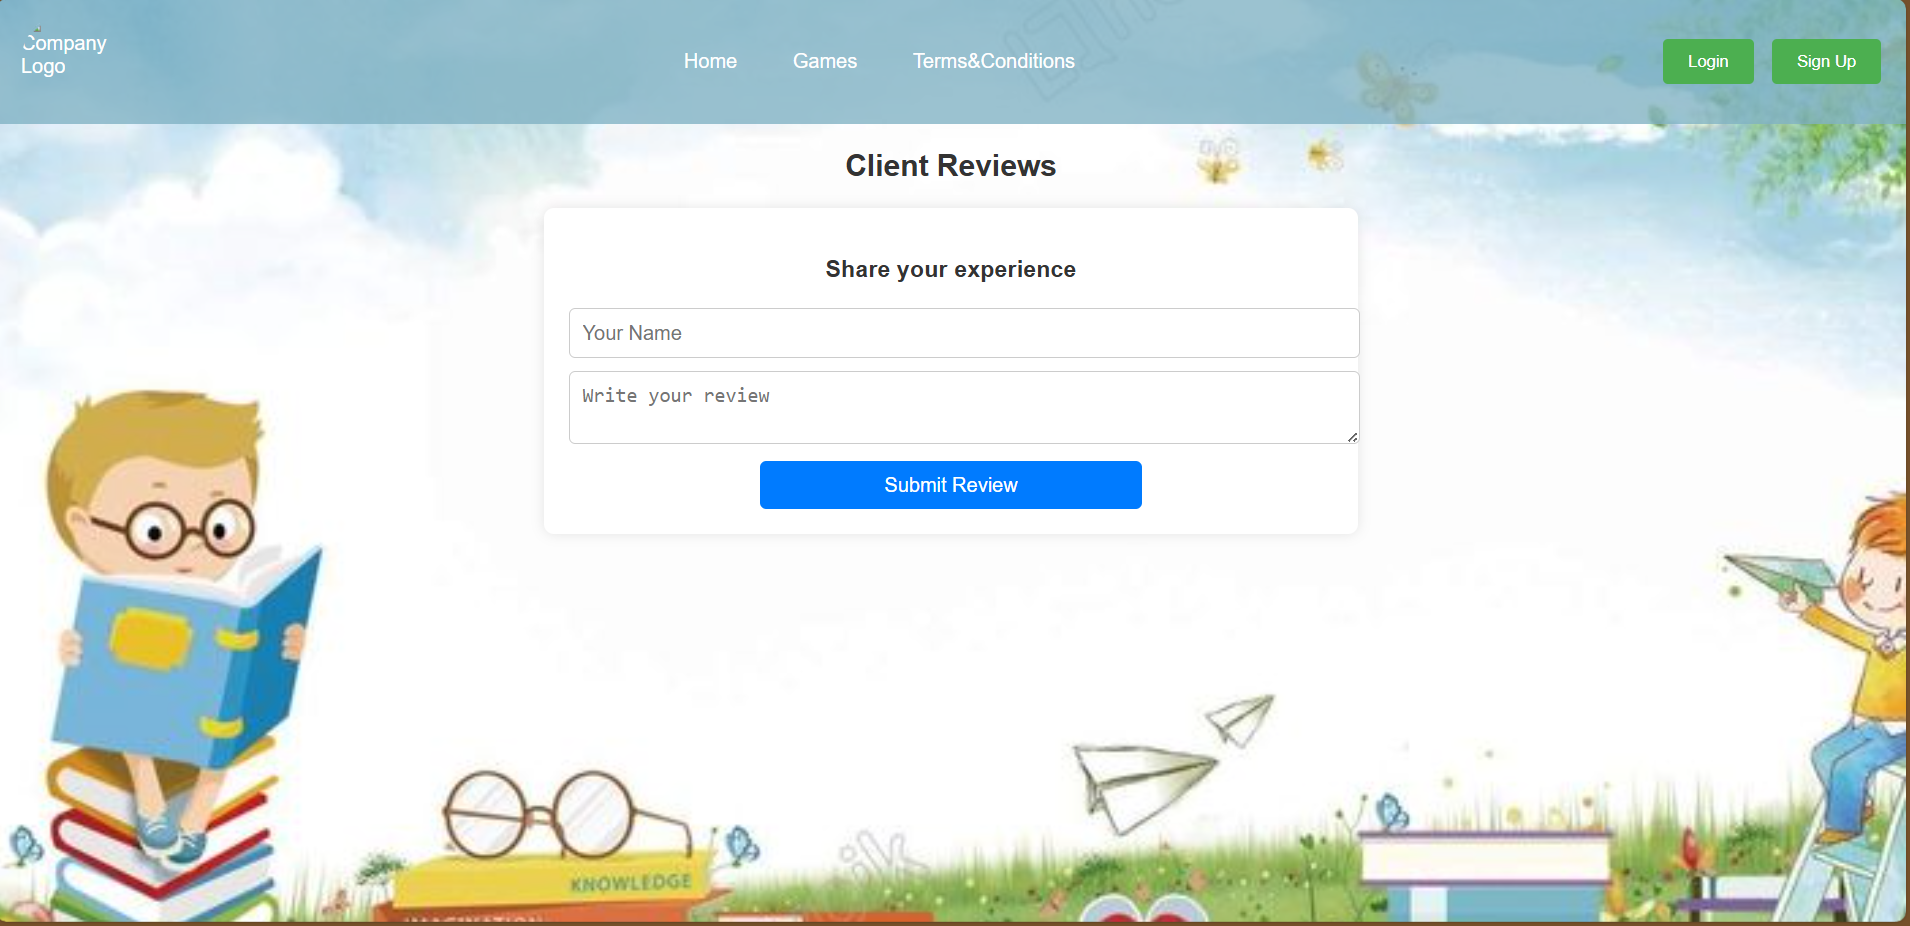 Company
Logo
Home
Games
Terms&Conditions
Login
Sign Up
Client Reviews
Share your experience
Your Name
Write your review
Submit Review
KNOWLEDGE
IMAGINATION